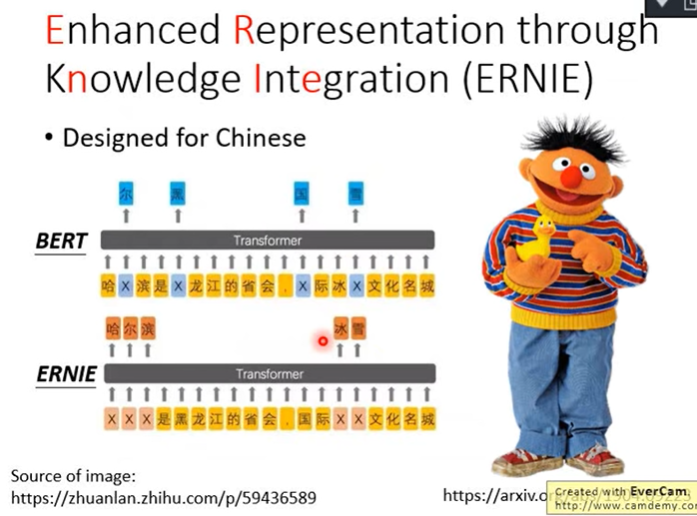 Enhanced Representation through
Knowledge Integration (ERNIE)
• Designed for Chinese
尔 黑 国 雪
BERT
Transformer
哈 X 滨 是 X 龙 江 的 省 会 , X 际 冰 X 文 化 名 城
哈 尔 滨 冰 雪
ERNIE
Transformer
X X X 是 黑 龙 江 的 省 会 , 国 际 X X 文 化 名 城
Source of image:
https://zhuanlan.zhihu.com/p/59436589
https://arxiv.o
Created with EverCam
http://www.camdemy.com